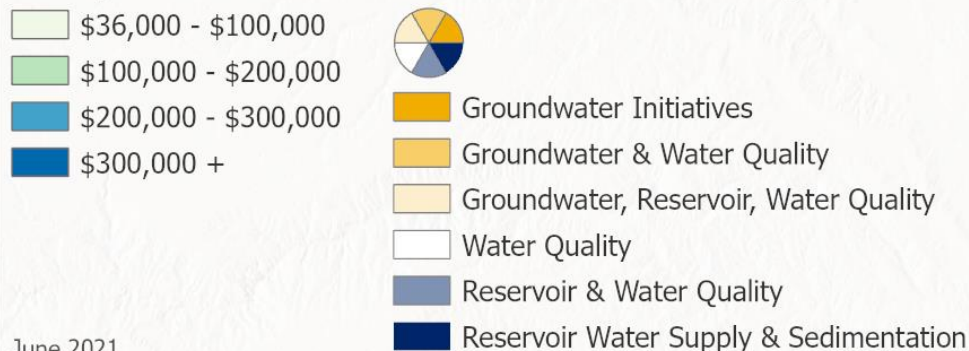 $36,000 - $100,000
$100,000 - $200,000
$200,000 - $300,000
$300,000 +
Groundwater Initiatives
Groundwater & Water Quality
Groundwater, Reservoir, Water Quality
Water Quality
Reservoir & Water Quality
Reservoir Water Supply & Sedimentation
June 2021